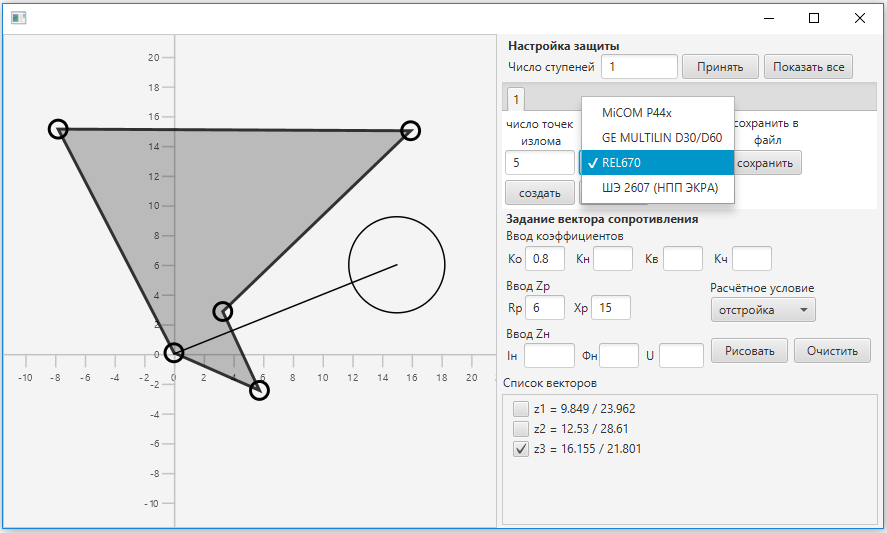 Настройка защиты
Число ступеней 1 Принять Показать все
1
число точек излома
5
создать
MiCOM P44x
GE MULTILIN D30/D60
✓ REL670
ШЭ 2607 (НПП ЭКРА)
сохранить в файл
сохранить
Задание вектора сопротивления
Ввод коэффициентов
Ко 0.8 Кн Кв Кч
Ввод Zр
Rр 6 Xр 15
Расчётное условие
отстройка
Ввод Zн
Iн Фн U Рисовать Очистить
Список векторов
z1 = 9.849 / 23.962
z2 = 12.53 / 28.61
z3 = 16.155 / 21.801
20
18
16
14
12
10
8
6
4
2
0
-2
-4
-6
-8
-10
-10 -8 -6 -4 -2 0 2 4 6 8 10 12 14 16 18 20